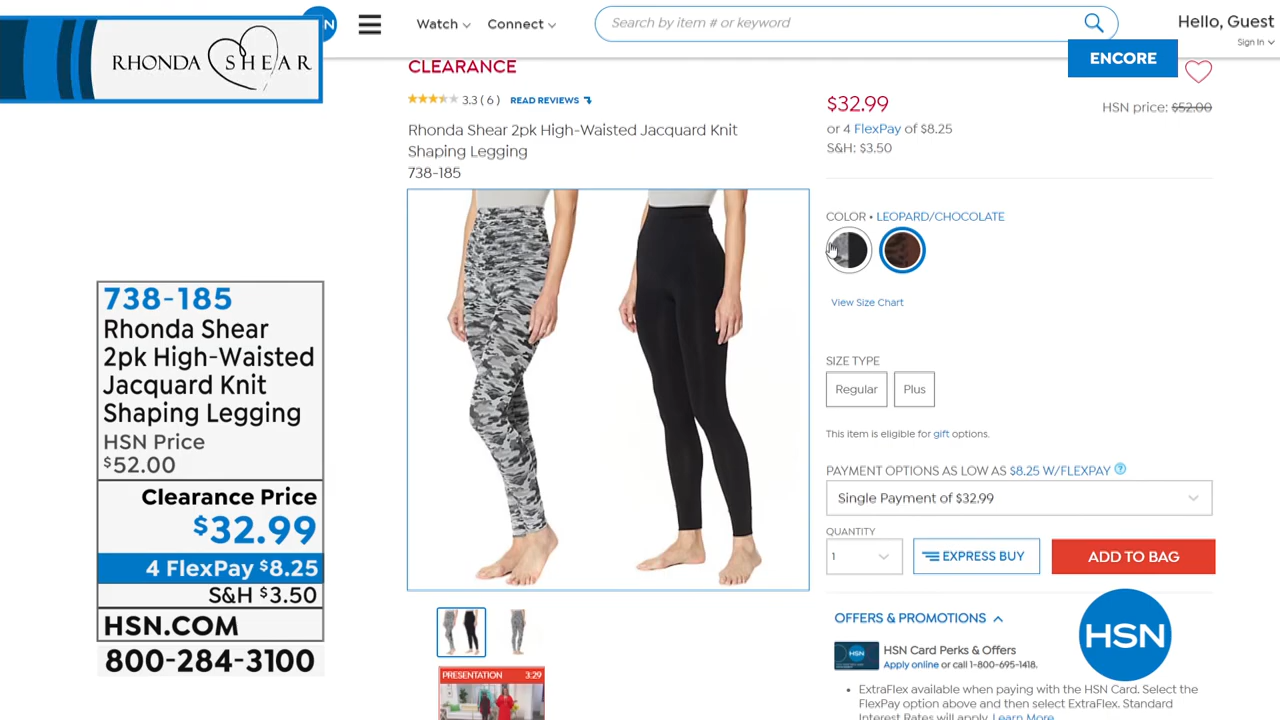 RHONDA SHEAR
N
Watch
Connect
Search by item # or keyword
Hello, Guest
Sign In
ENCORE
CLEARANCE
3.3 ( 6 ) READ REVIEWS
Rhonda Shear 2pk High-Waisted Jacquard Knit
Shaping Legging
738-185
$32.99
HSN price: $52.00
or 4 FlexPay of $8.25
S&H: $3.50
COLOR • LEOPARD/CHOCOLATE
View Size Chart
SIZE TYPE
Regular
Plus
This item is eligible for gift options.
PAYMENT OPTIONS AS LOW AS $8.25 W/FLEXPAY ?
Single Payment of $32.99
QUANTITY
1
EXPRESS BUY
ADD TO BAG
OFFERS & PROMOTIONS
HSN
HSN Card Perks & Offers
Apply online or call 1-800-695-1418.
HSN
• ExtraFlex available when paying with the HSN Card. Select the
FlexPay option above and then select ExtraFlex. Standard
Interest Rates will apply. Learn More
PRESENTATION 3:29
738-185
Rhonda Shear
2pk High-Waisted
Jacquard Knit
Shaping Legging
HSN Price
$52.00
Clearance Price
$32.99
4 FlexPay $8.25
S&H $3.50
HSN.COM
800-284-3100